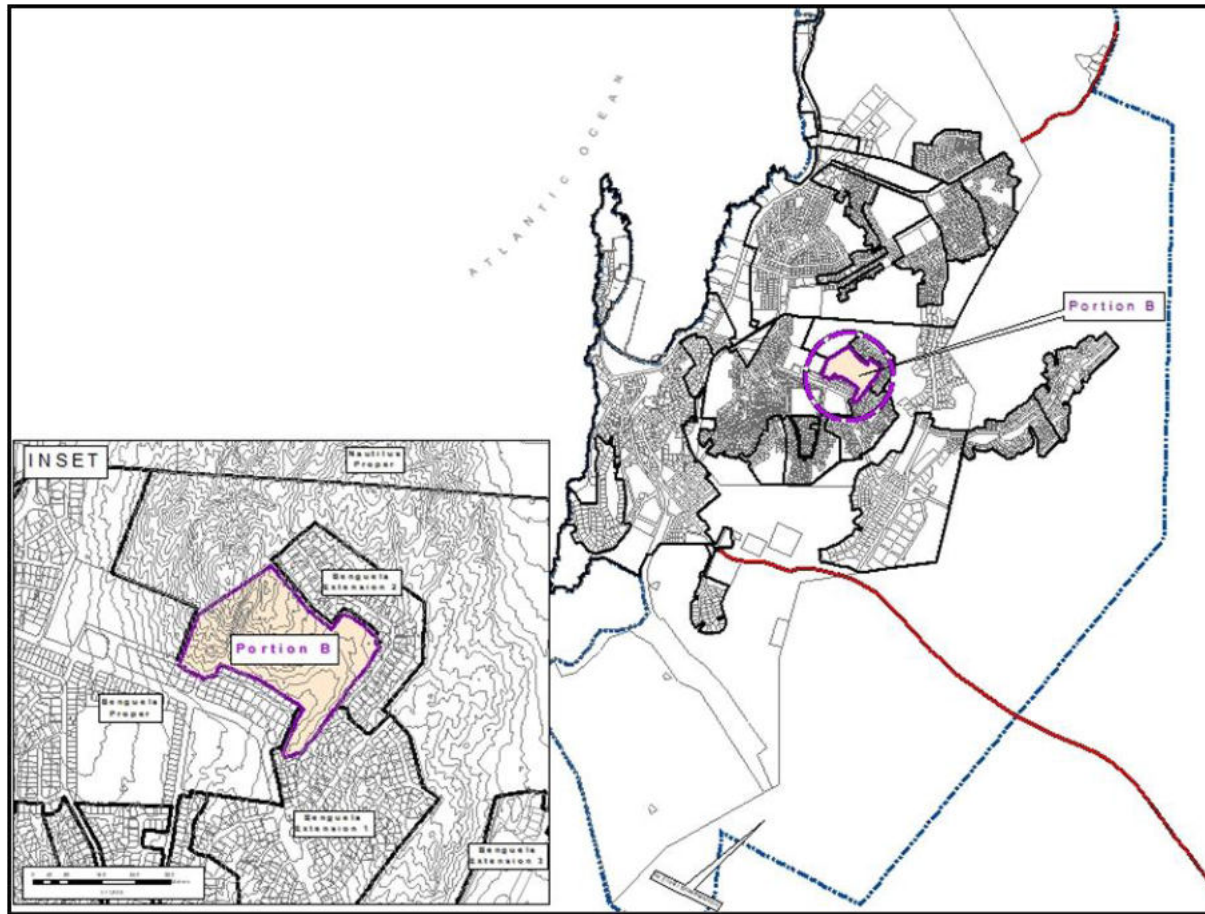 ATLANTIC OCEAN
Portion B
INSET
Nautilus
Proper
Benguela
Extension 2
Portion B
Benguela
Proper
Benguela
Extension 1
Benguela
Extension 3